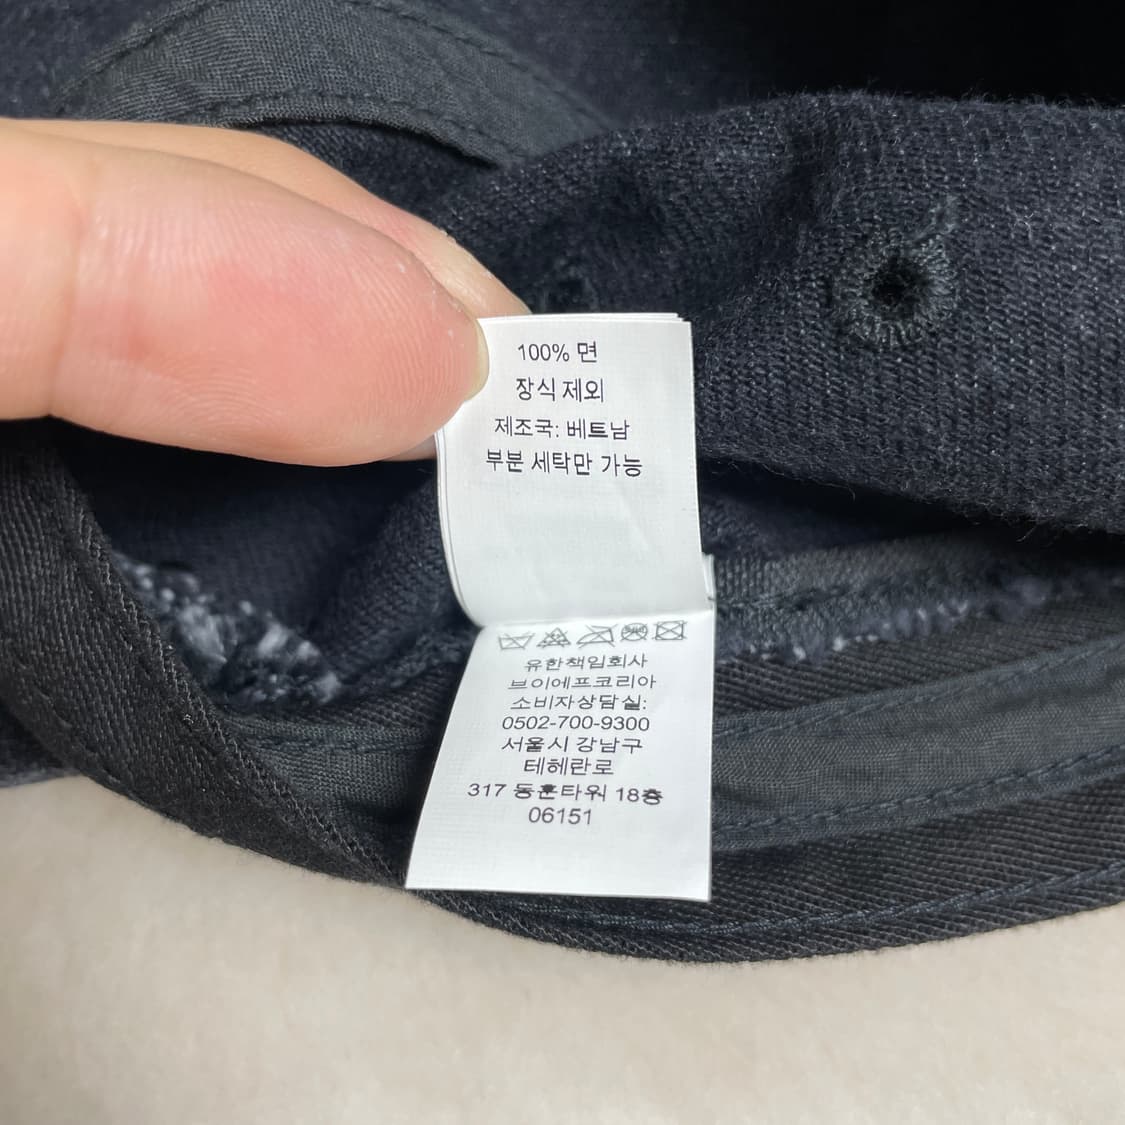 100% 면
장식 제외
제조국: 베트남
부분 세탁만 가능
유한책임회사
브이에프코리아
소비자상담실:
0502-700-9300
서울시 강남구
테헤란로
317 동훈타워 18층
06151